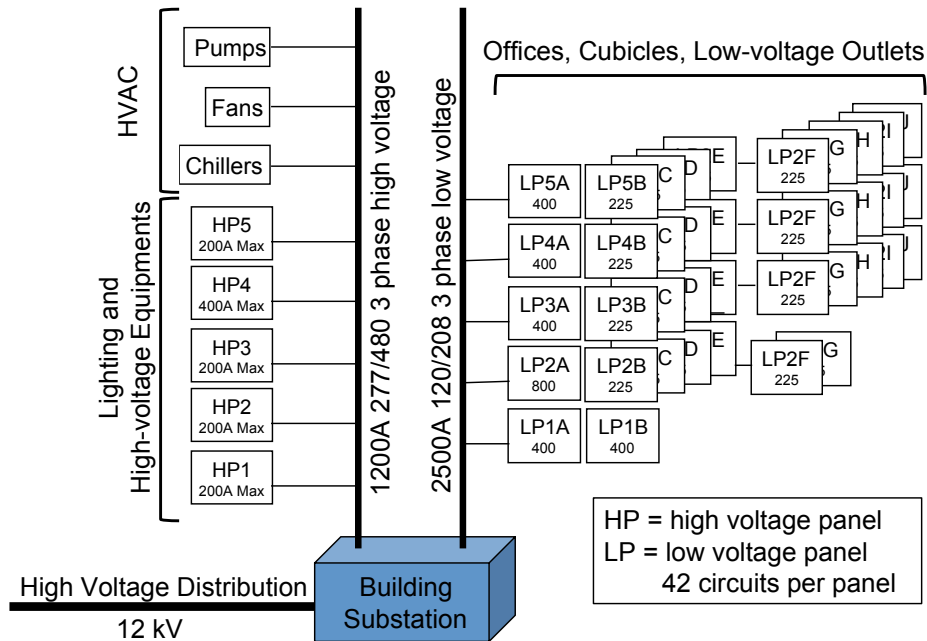 HVAC
Pumps
Fans
Chillers
Lighting and
High-voltage Equipments
HP5
200A Max
HP4
400A Max
HP3
200A Max
HP2
200A Max
HP1
200A Max
1200A 277/480 3 phase high voltage
2500A 120/208 3 phase low voltage
Offices, Cubicles, Low-voltage Outlets
LP5A
400
LP5B
225
C
D
E
LP2F
225
G
H
LP4A
400
LP4B
225
C
D
E
LP2F
225
G
H
2I
LP3A
400
LP3B
225
C
D
E
LP2F
225
G
H
2I
LP2A
800
LP2B
225
C
D
E
LP2F
225
G
LP1A
400
LP1B
400
HP = high voltage panel
LP = low voltage panel
42 circuits per panel
High Voltage Distribution
12 kV
Building
Substation